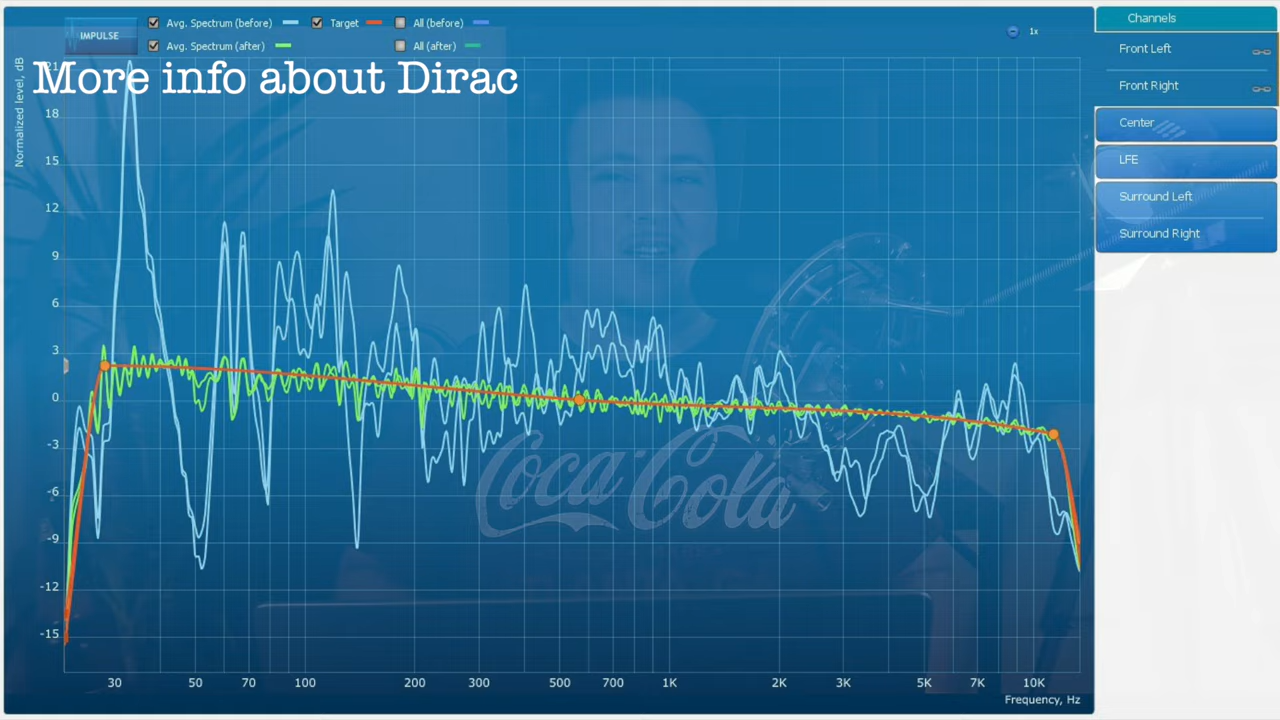 IMPULSE
Avg. Spectrum (before)
Target
All (before)
Avg. Spectrum (after)
All (after)
1x
More info about Dirac
Normalized level, dB
21
18
15
12
9
6
3
0
-3
-6
-9
-12
-15
30 50 70 100 200 300 500 700 1K 2K 3K 5K 7K 10K
Frequency, Hz
Coca-Cola
Channels
Front Left
Front Right
Center
LFE
Surround Left
Surround Right